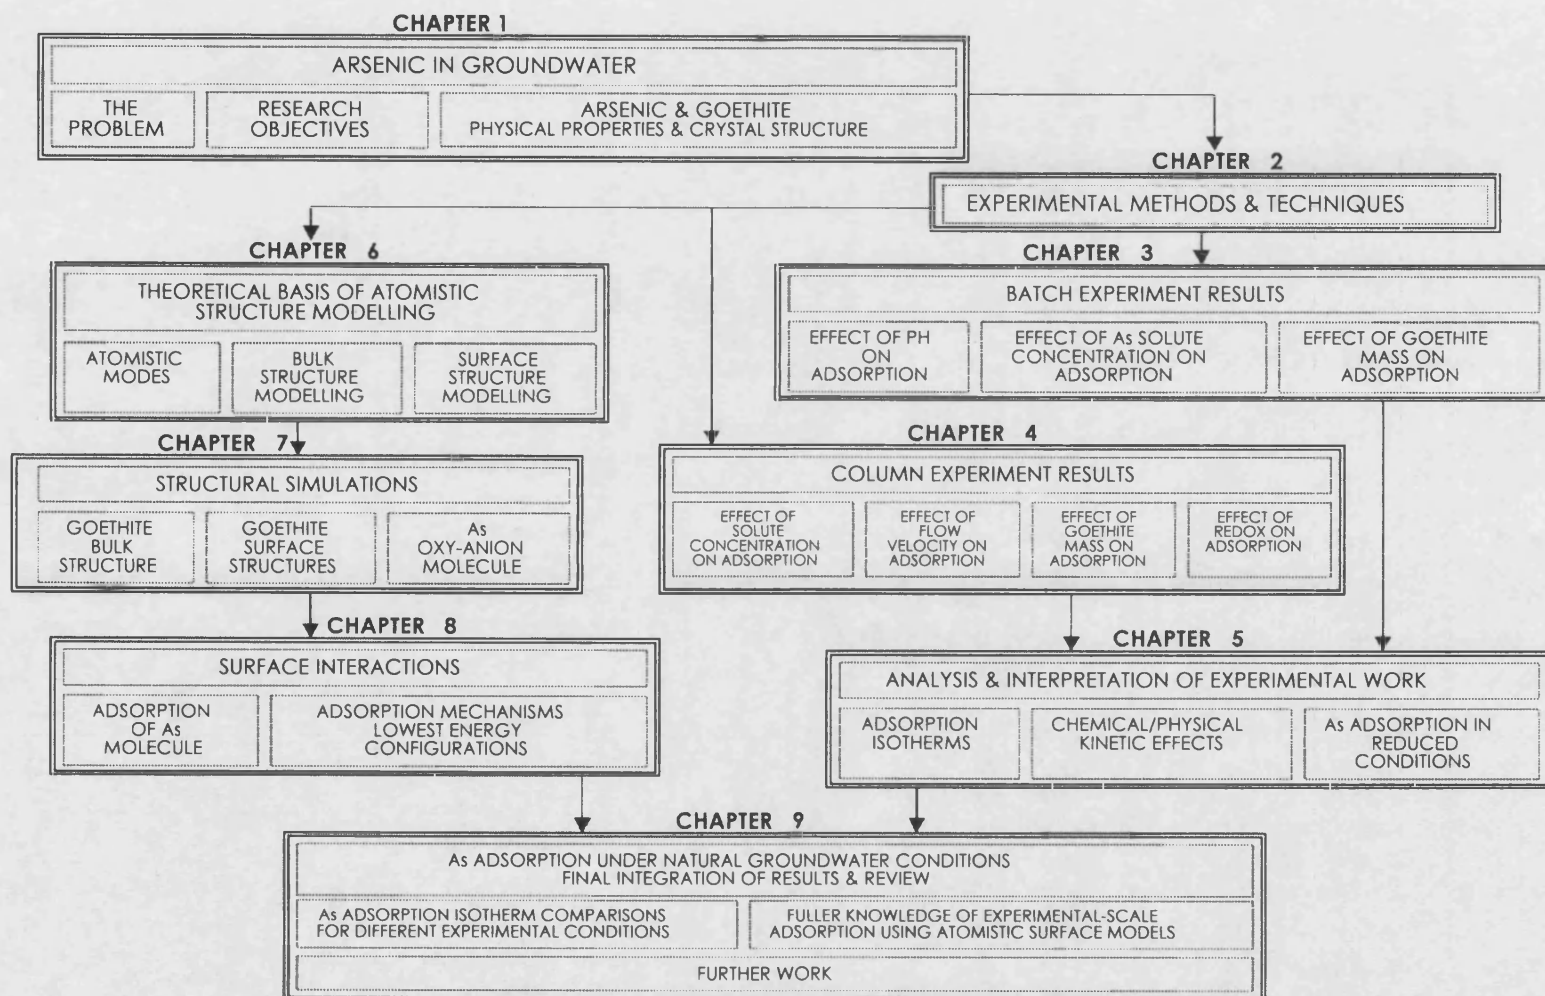 CHAPTER 1
ARSENIC IN GROUNDWATER
THE
PROBLEM
RESEARCH
OBJECTIVES
ARSENIC & GOETHITE
PHYSICAL PROPERTIES & CRYSTAL STRUCTURE
CHAPTER 2
EXPERIMENTAL METHODS & TECHNIQUES
CHAPTER 6
THEORETICAL BASIS OF ATOMISTIC
STRUCTURE MODELLING
ATOMISTIC
MODES
BULK
STRUCTURE
MODELLING
SURFACE
STRUCTURE
MODELLING
CHAPTER 3
BATCH EXPERIMENT RESULTS
EFFECT OF PH
ON
ADSORPTION
EFFECT OF As SOLUTE
CONCENTRATION ON
ADSORPTION
EFFECT OF GOETHITE
MASS ON
ADSORPTION
CHAPTER 7
STRUCTURAL SIMULATIONS
GOETHITE
BULK
STRUCTURE
GOETHITE
SURFACE
STRUCTURES
As
OXY-ANION
MOLECULE
CHAPTER 4
COLUMN EXPERIMENT RESULTS
EFFECT OF
SOLUTE
CONCENTRATION
ON ADSORPTION
EFFECT OF
FLOW
VELOCITY ON
ADSORPTION
EFFECT OF
GOETHITE
MASS ON
ADSORPTION
EFFECT OF
REDOX ON
ADSORPTION
CHAPTER 8
SURFACE INTERACTIONS
ADSORPTION
OF As
MOLECULE
ADSORPTION MECHANISMS
LOWEST ENERGY
CONFIGURATIONS
CHAPTER 5
ANALYSIS & INTERPRETATION OF EXPERIMENTAL WORK
ADSORPTION
ISOTHERMS
CHEMICAL/PHYSICAL
KINETIC EFFECTS
As ADSORPTION IN
REDUCED
CONDITIONS
CHAPTER 9
As ADSORPTION UNDER NATURAL GROUNDWATER CONDITIONS
FINAL INTEGRATION OF RESULTS & REVIEW
As ADSORPTION ISOTHERM COMPARISONS
FOR DIFFERENT EXPERIMENTAL CONDITIONS
FULLER KNOWLEDGE OF EXPERIMENTAL-SCALE
ADSORPTION USING ATOMISTIC SURFACE MODELS
FURTHER WORK